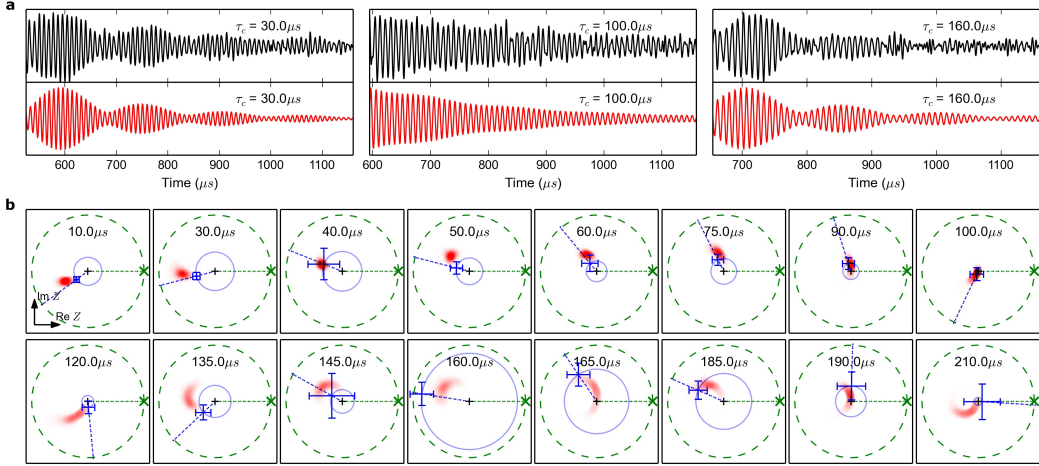 a
τc = 30.0μs
τc = 100.0μs
τc = 160.0μs
τc = 30.0μs
τc = 100.0μs
τc = 160.0μs
600 700 800 900 1000 1100
600 700 800 900 1000 1100
700 800 900 1000 1100
Time (μs)
Time (μs)
Time (μs)
b
10.0μs
30.0μs
40.0μs
50.0μs
60.0μs
75.0μs
90.0μs
100.0μs
Im Z
Re Z
120.0μs
135.0μs
145.0μs
160.0μs
165.0μs
185.0μs
190.0μs
210.0μs